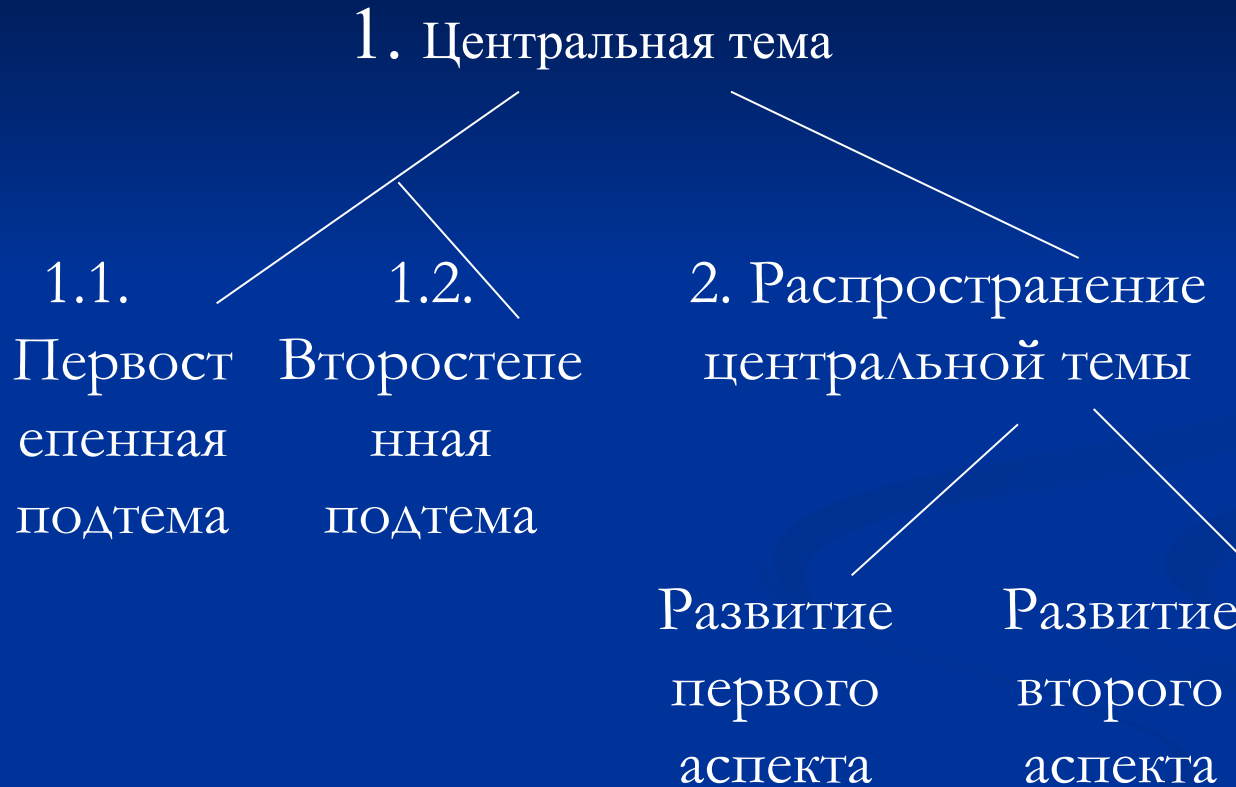 1. Центральная тема
1.1.
Первост
епенная
подтема
1.2.
Второстепе
нная
подтема
2. Распространение
центральной темы
Развитие
первого
аспекта
Развитие
второго
аспекта